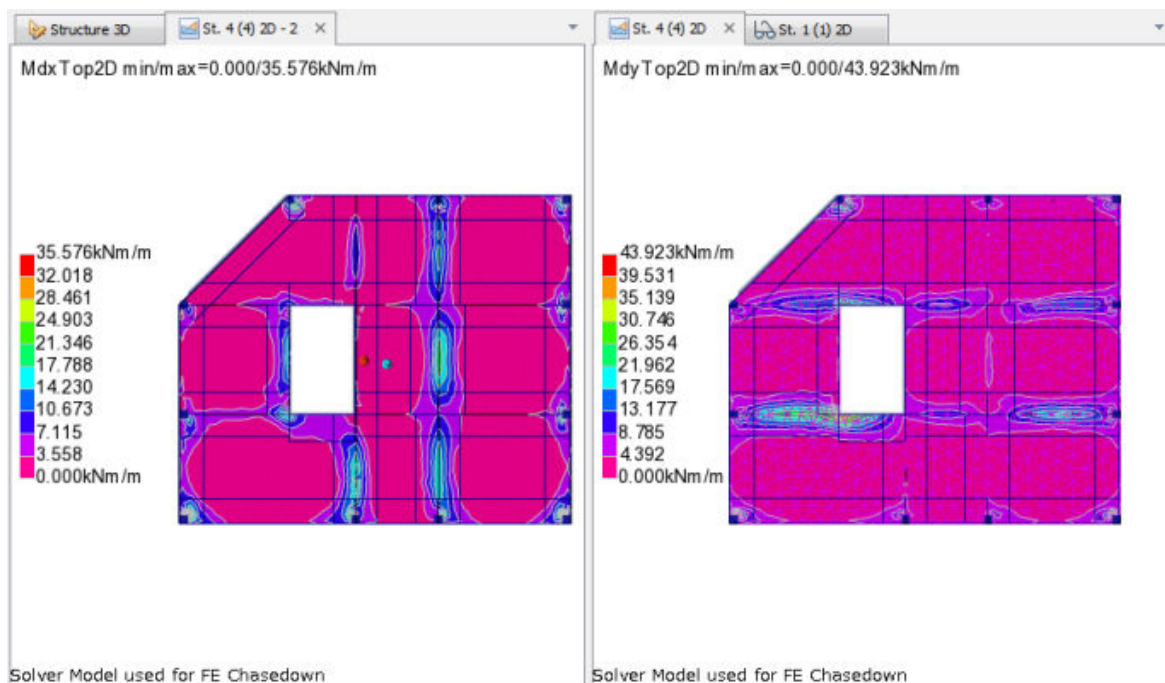 Structure 3D
St. 4 (4) 2D - 2
MdxTop2D min/max=0.000/35.576kNm/m
35.576kNm/m
32.018
28.461
24.903
21.346
17.788
14.230
10.673
7.115
3.558
0.000kNm/m
Solver Model used for FE Chasedown
St. 4 (4) 2D
St. 1 (1) 2D
MdyTop2D min/max=0.000/43.923kNm/m
43.923kNm/m
39.531
35.139
30.746
26.354
21.962
17.569
13.177
8.785
4.392
0.000kNm/m
Solver Model used for FE Chasedown